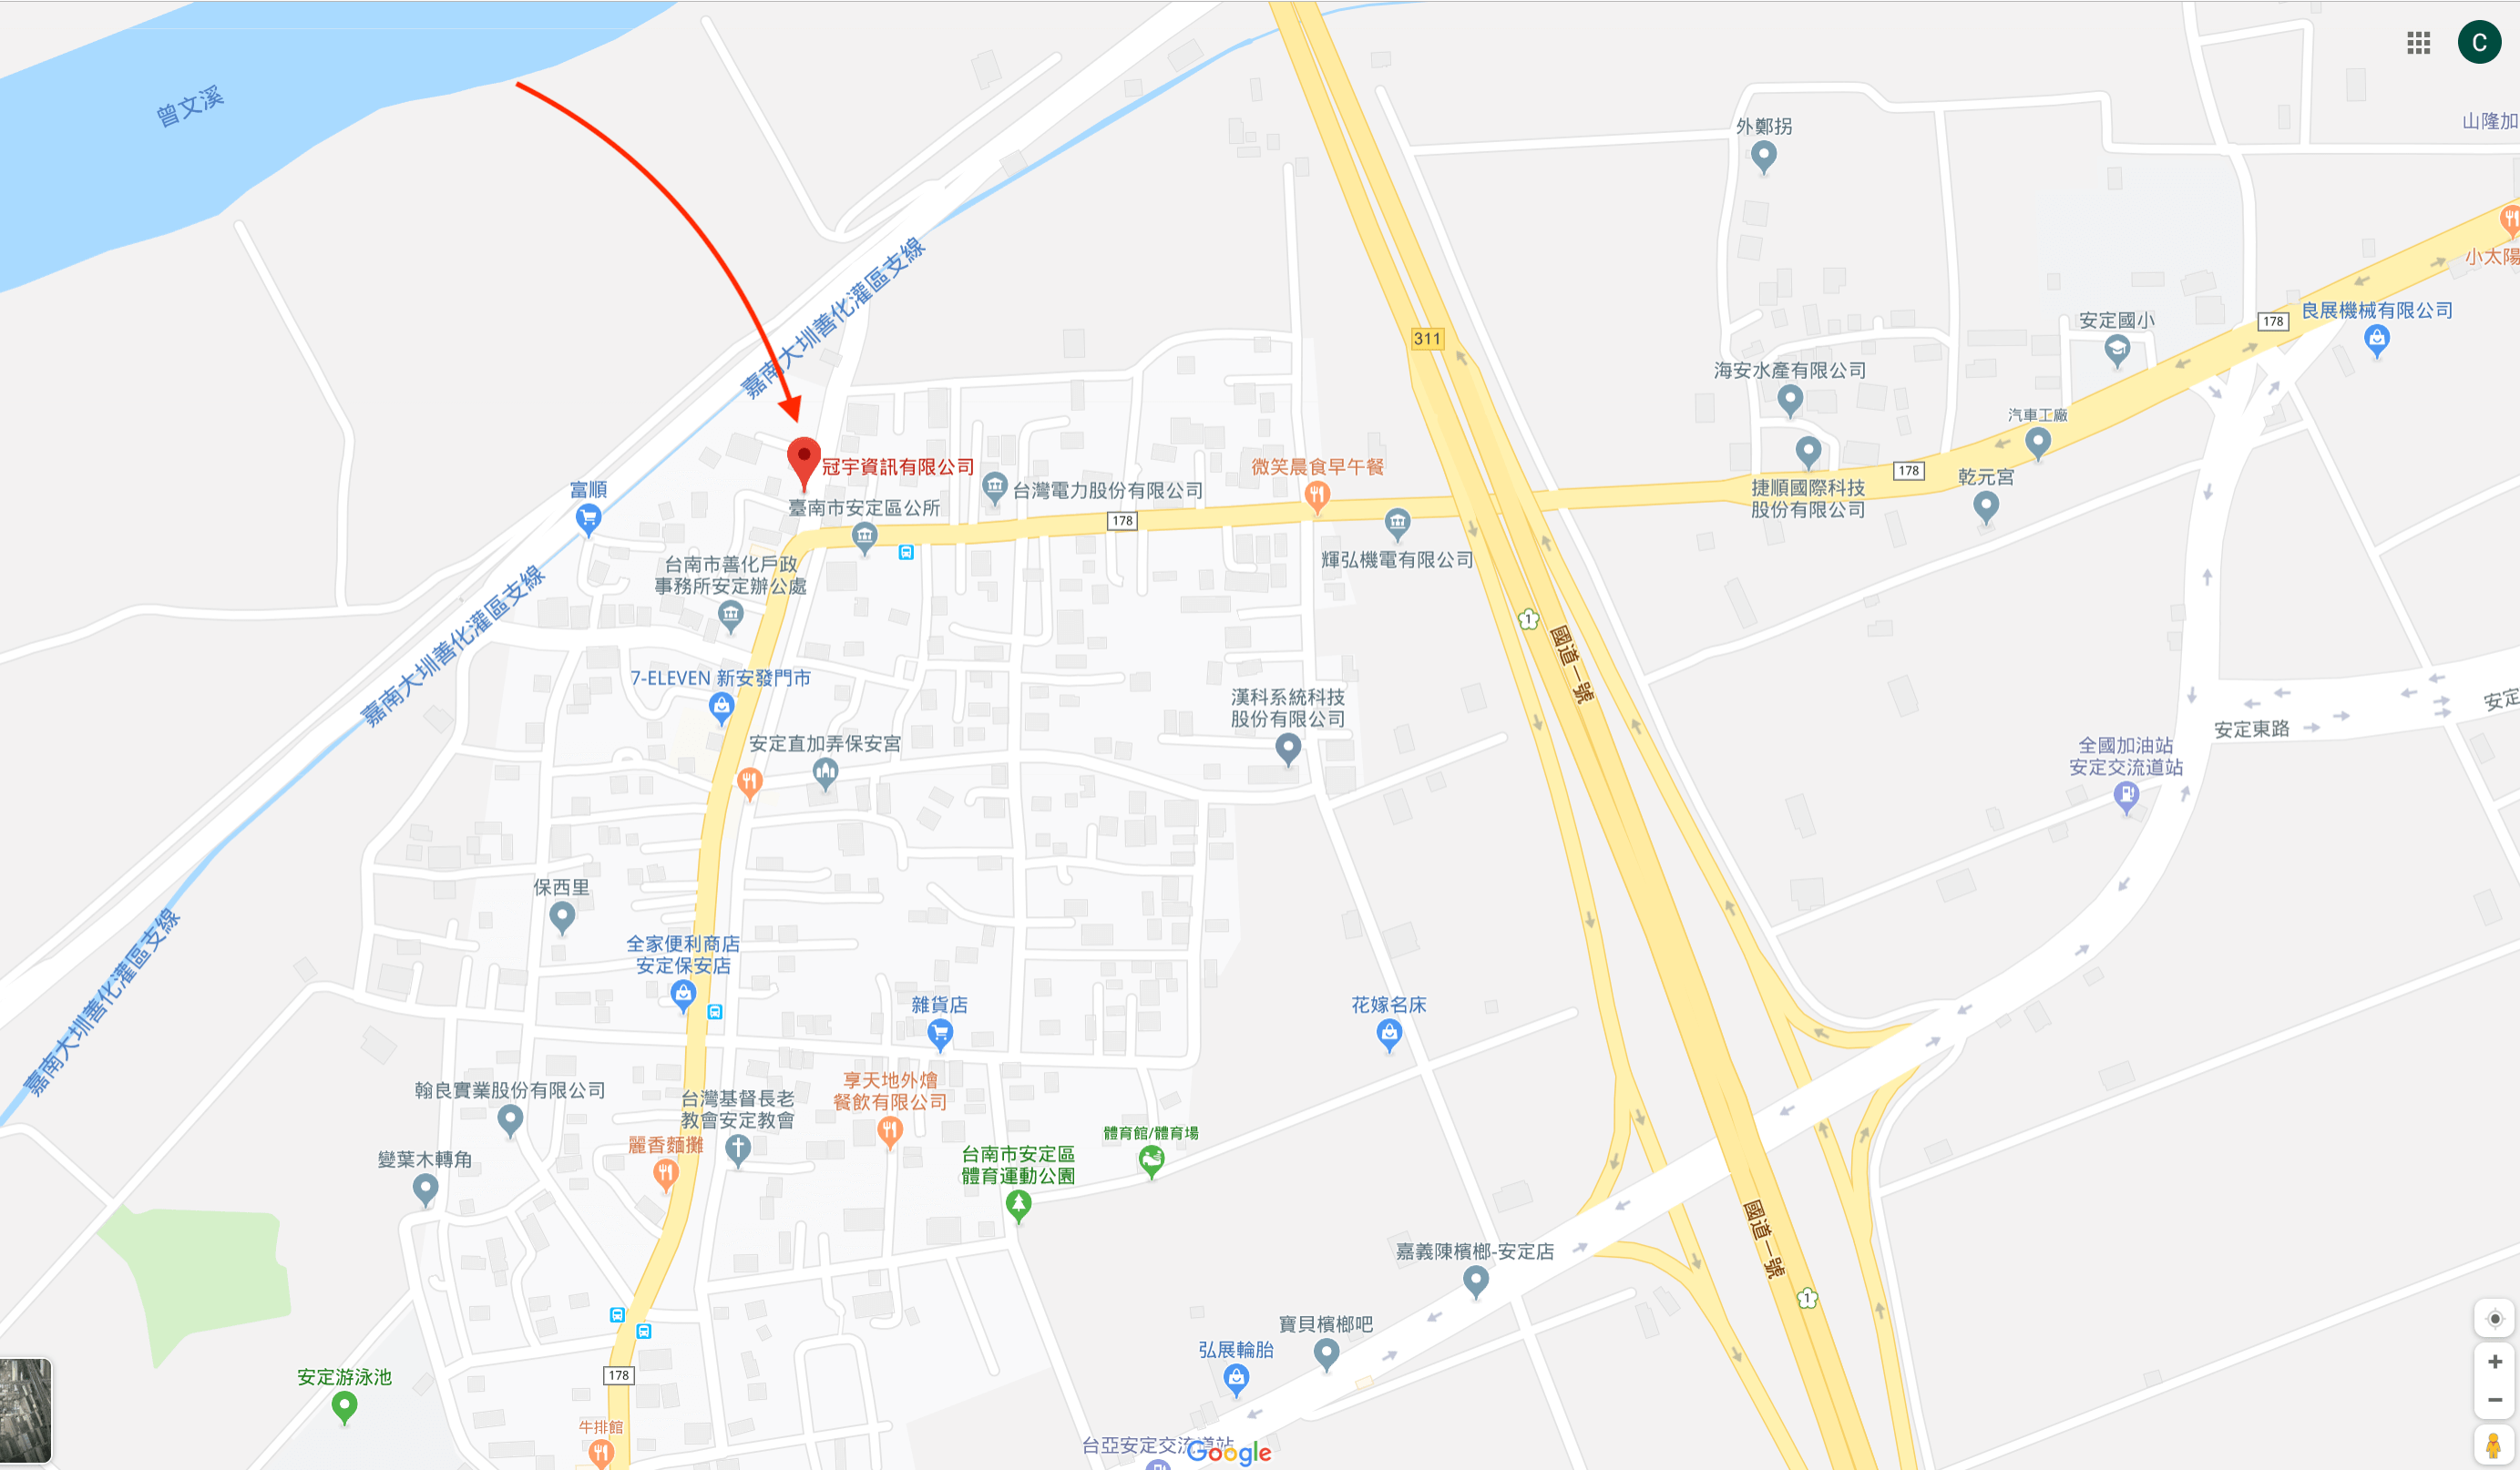 C
曾文溪
外鄭拐
山隆加
小太陽
嘉南大圳善化灌區支線
311
178
良展機械有限公司
安定國小
海安水產有限公司
汽車工廠
冠宇資訊有限公司
微笑晨食早午餐
178
乾元宮
富順
台灣電力股份有限公司
捷順國際科技
股份有限公司
臺南市安定區公所
178
輝弘機電有限公司
台南市善化戶政
事務所安定辦公處
嘉南大圳善化灌區支線
1
國道一號
7-ELEVEN 新安發門市
漢科系統科技
股份有限公司
安定
安定東路
安定直加弄保安宮
全國加油站
安定交流道站
保西里
全家便利商店
安定保安店
嘉南大圳善化灌區支線
雜貨店
花嫁名床
翰良實業股份有限公司
台灣基督長老
教會安定教會
享天地外燴
餐飲有限公司
麗香麵攤
體育館/體育場
變葉木轉角
台南市安定區
體育運動公園
國道一號
嘉義陳檳榔-安定店
1
寶貝檳榔吧
弘展輪胎
178
安定游泳池
牛排館
台亞安定交流道站
Google